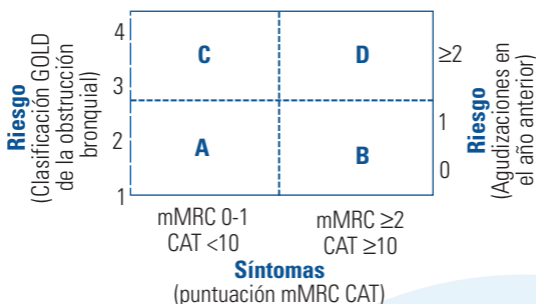 Riesgo
(Clasificación GOLD
de la obstrucción
bronquial)
4
3
2
1
C
D
A
B
≥2
1
0
Riesgo
(Agudizaciones en
el año anterior)
mMRC 0-1
CAT <10
mMRC ≥2
CAT ≥10
Síntomas
(puntuación mMRC CAT)